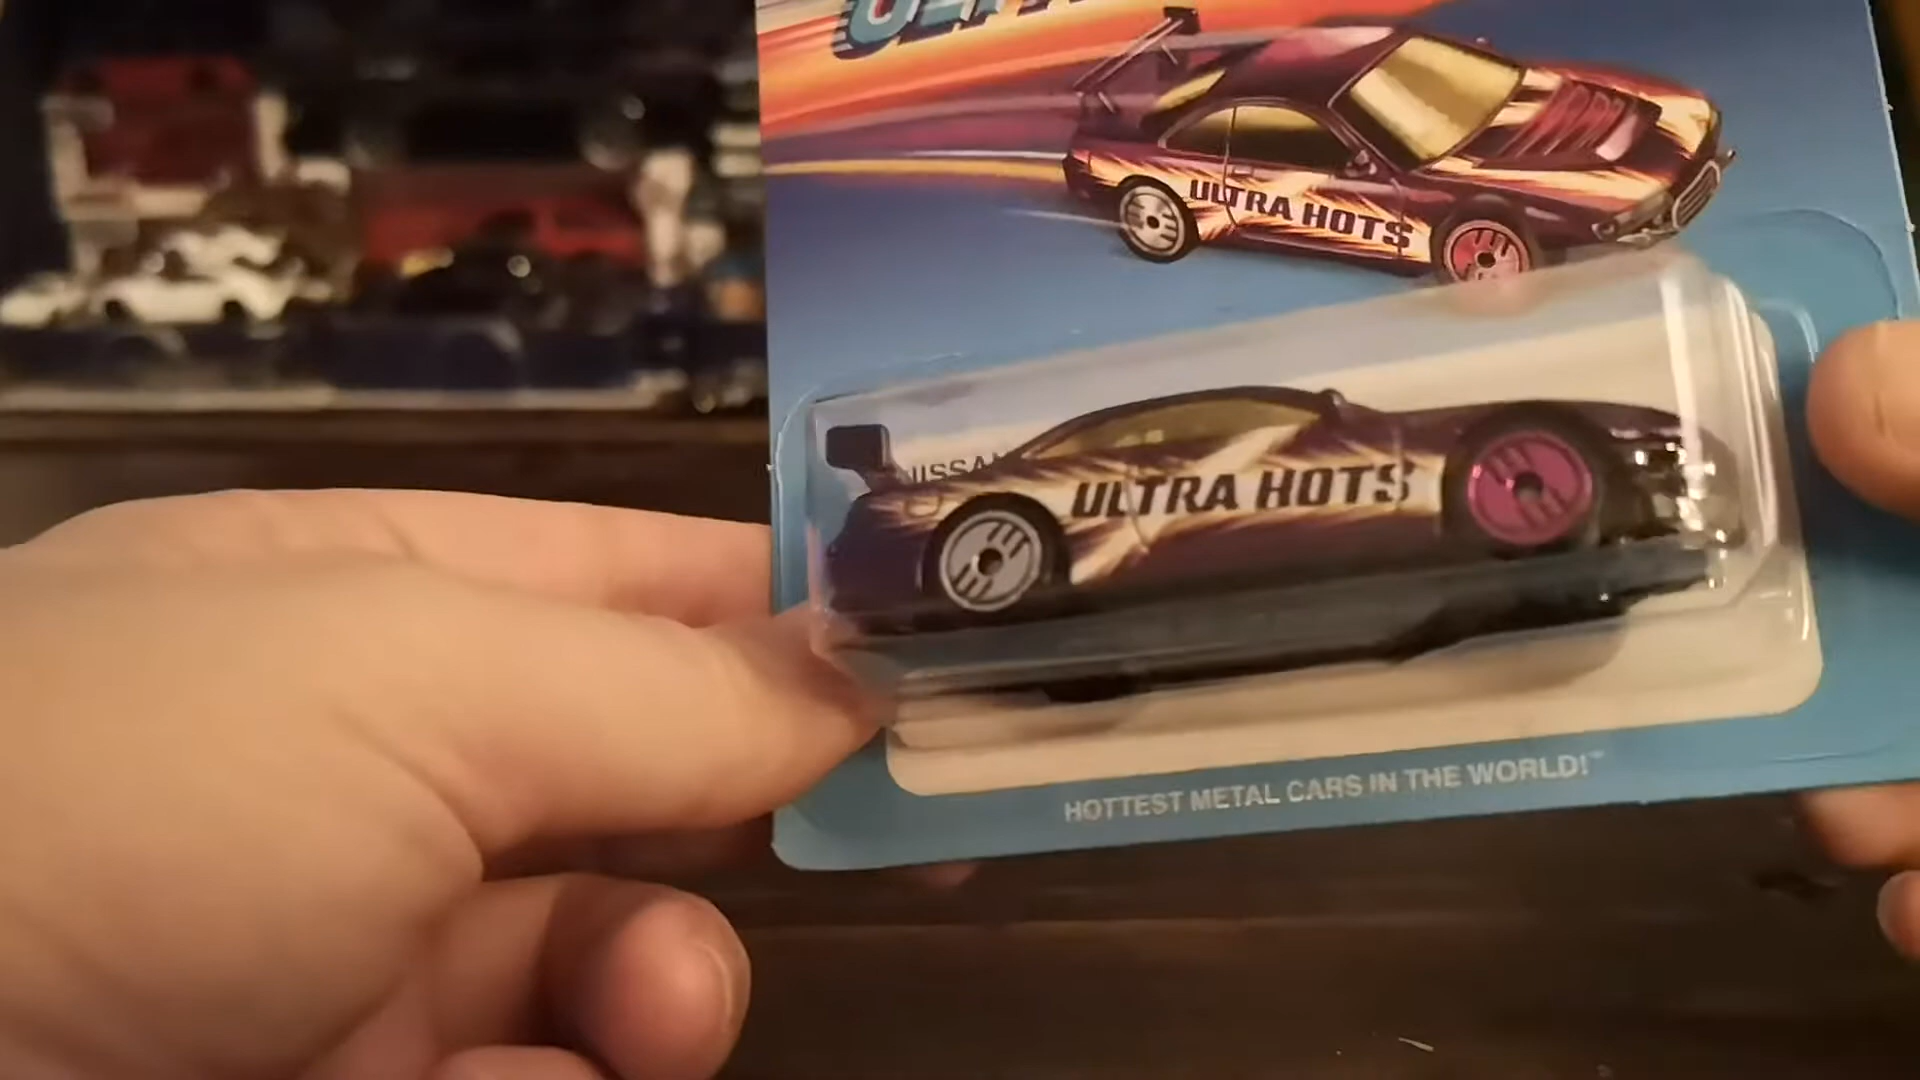 ULTRA HOTS
NISSAN
ULTRA HOTS
HOTTEST METAL CARS IN THE WORLD!™